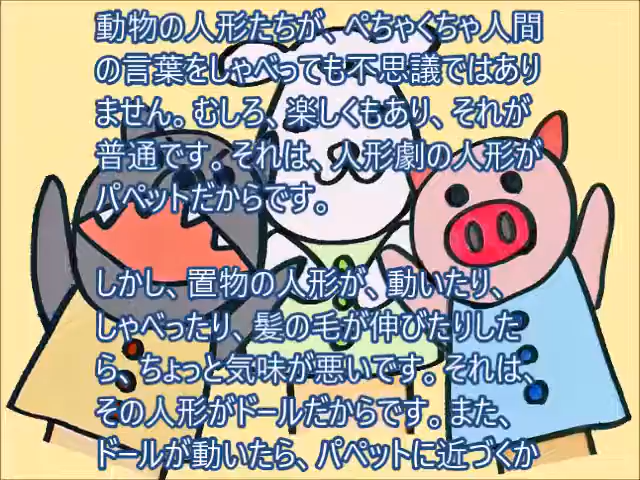 動物の人形たちが、ぺちゃくちゃ人間
の言葉をしゃべっても不思議ではあり
ません。むしろ、楽しくもあり、それが
普通です。それは、人形劇の人形が
パペットだからです。
しかし、置物の人形が、動いたり、
しゃべったり、髪の毛が伸びたりした
ら、ちょっと気味が悪いです。それは、
その人形がドールだからです。また、
ドールが動いたら、パペットに近づくか